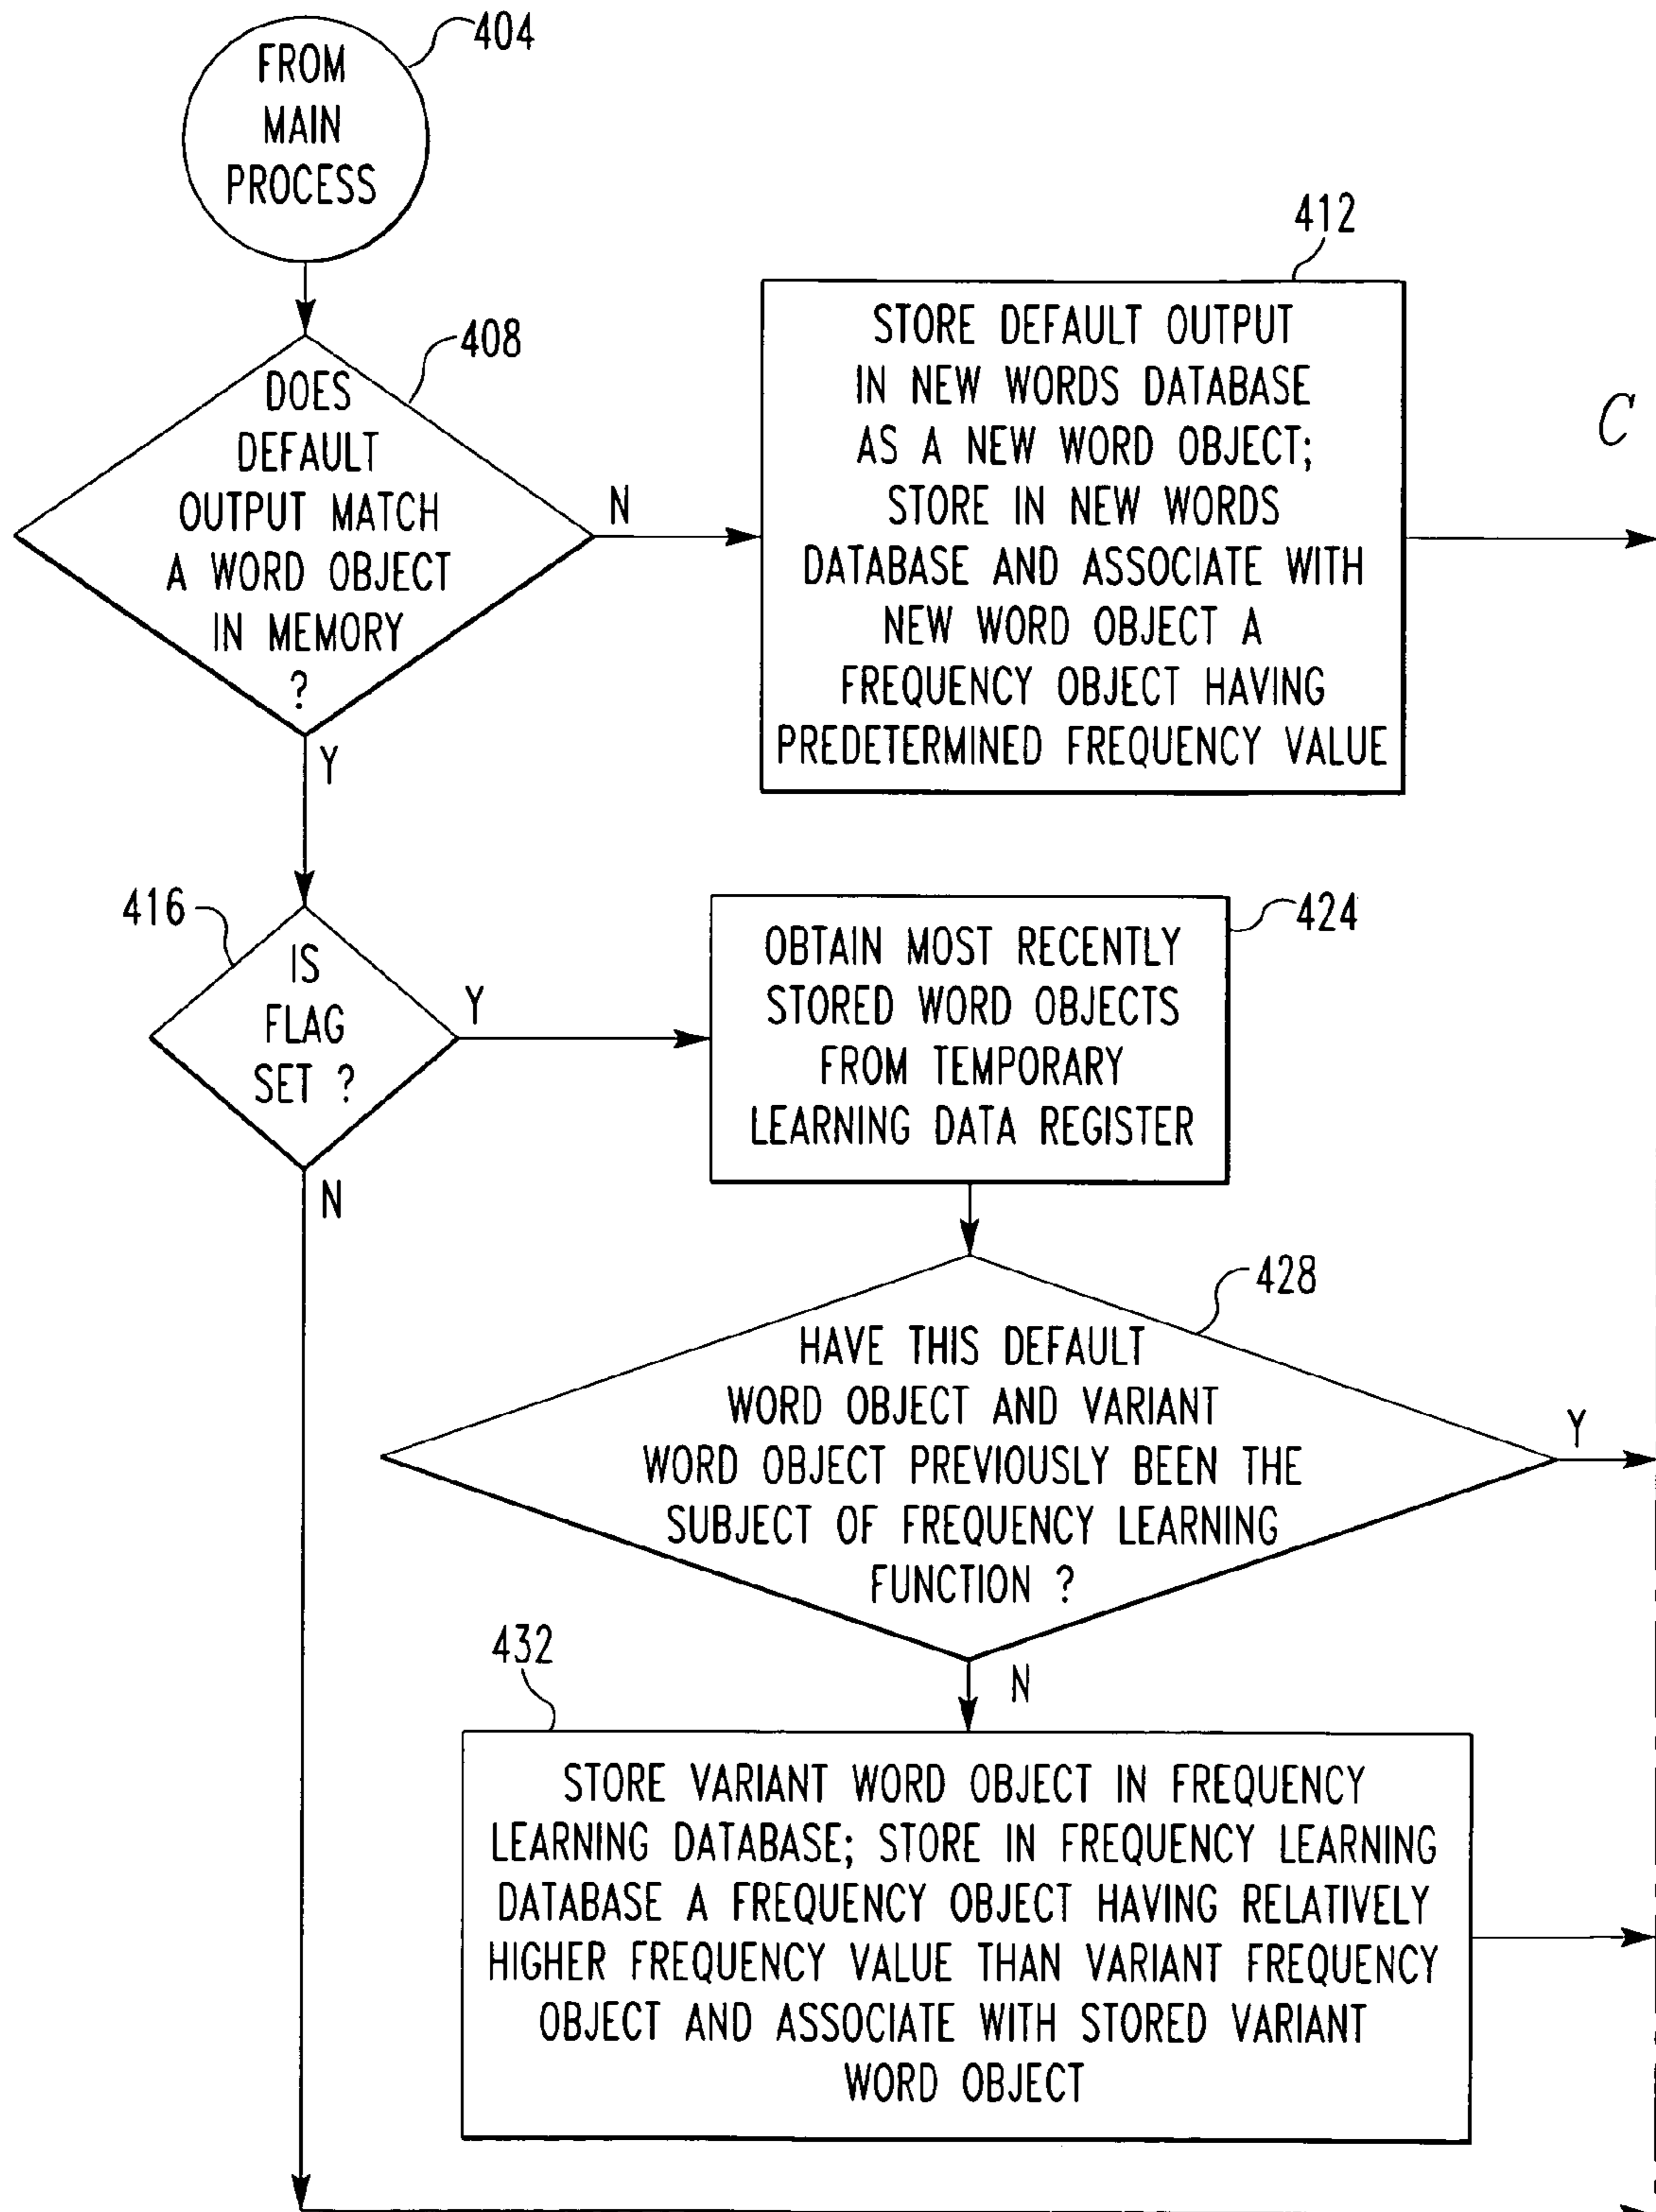 404
FROM
MAIN
PROCESS
408
DOES
DEFAULT
OUTPUT MATCH
A WORD OBJECT
IN MEMORY
?
N
Y
412
STORE DEFAULT OUTPUT
IN NEW WORDS DATABASE
AS A NEW WORD OBJECT;
STORE IN NEW WORDS
DATABASE AND ASSOCIATE WITH
NEW WORD OBJECT A
FREQUENCY OBJECT HAVING
PREDETERMINED FREQUENCY VALUE
C
416
IS
FLAG
SET ?
Y
N
424
OBTAIN MOST RECENTLY
STORED WORD OBJECTS
FROM TEMPORARY
LEARNING DATA REGISTER
428
HAVE THIS DEFAULT
WORD OBJECT AND VARIANT
WORD OBJECT PREVIOUSLY BEEN THE
SUBJECT OF FREQUENCY LEARNING
FUNCTION ?
Y
N
432
STORE VARIANT WORD OBJECT IN FREQUENCY
LEARNING DATABASE; STORE IN FREQUENCY LEARNING
DATABASE A FREQUENCY OBJECT HAVING RELATIVELY
HIGHER FREQUENCY VALUE THAN VARIANT FREQUENCY
OBJECT AND ASSOCIATE WITH STORED VARIANT
WORD OBJECT